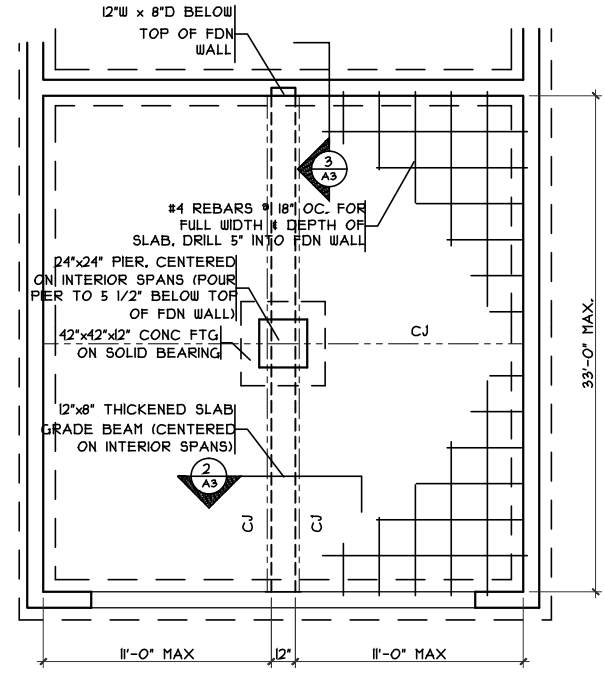 12"W x 8"D BELOW
TOP OF FDN
WALL
3
A3
#4 REBARS @ 18" OC. FOR
FULL WIDTH & DEPTH OF
SLAB, DRILL 5" INTO FDN WALL
24"x24" PIER, CENTERED
ON INTERIOR SPANS (POUR
PIER TO 5 1/2" BELOW TOP
OF FDN WALL)
42"x42"x12" CONC FTG
ON SOLID BEARING
CJ
33'-0" MAX.
12"x8" THICKENED SLAB
GRADE BEAM (CENTERED
ON INTERIOR SPANS)
2
A3
CJ
CJ
11'-0" MAX
12"
11'-0" MAX